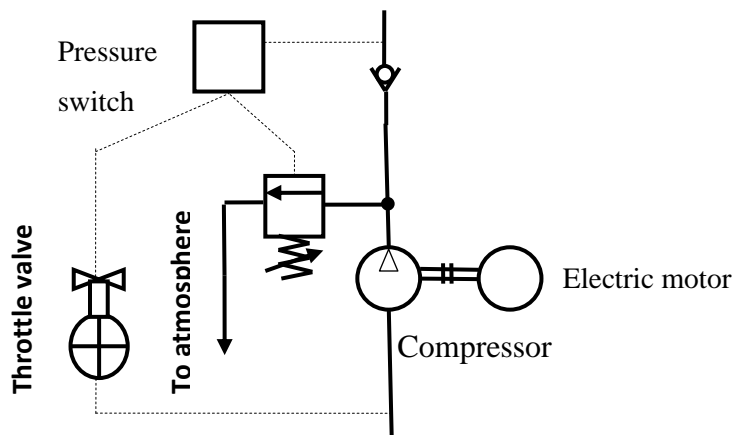 Pressure
switch
Throttle valve
To atmosphere
Electric motor
Compressor